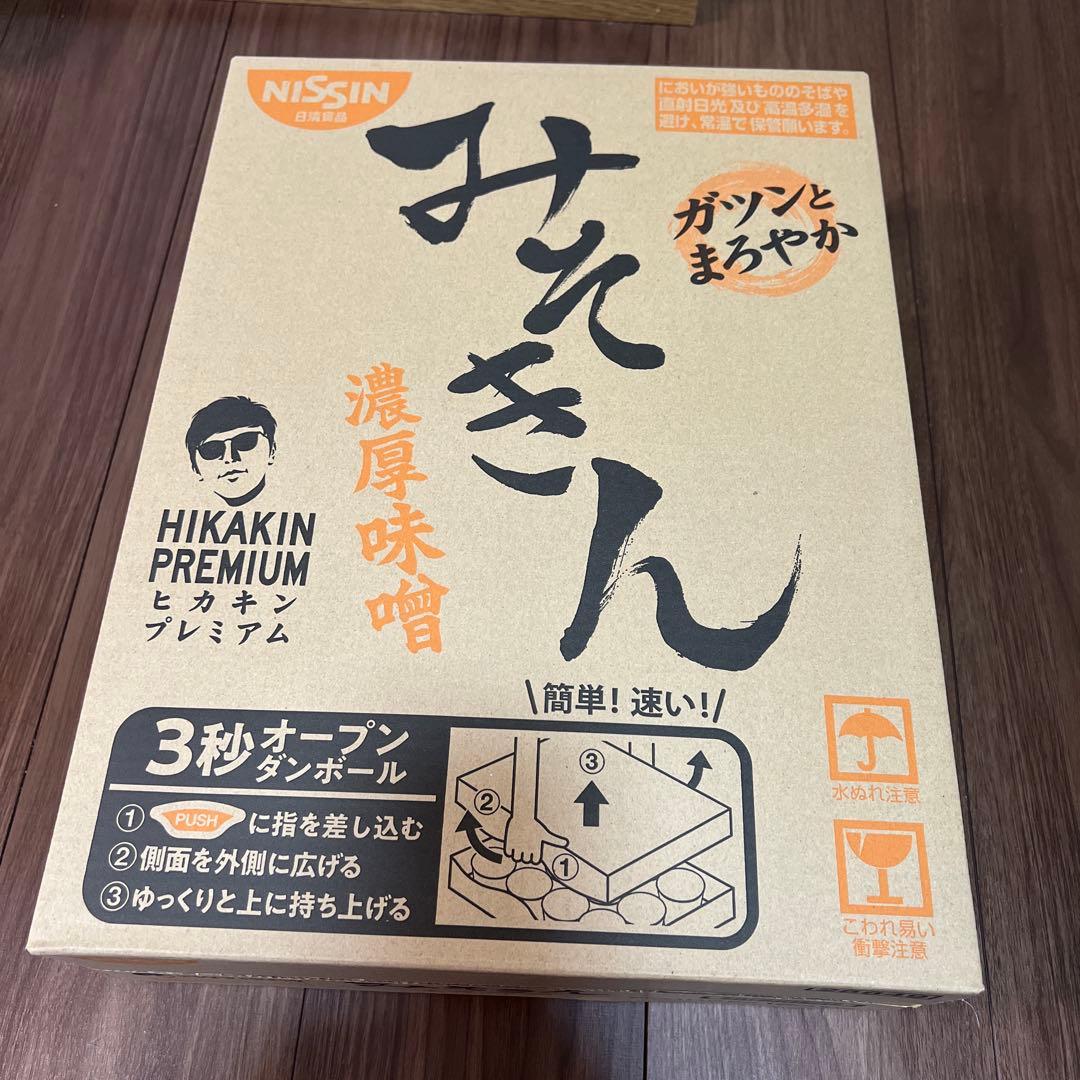 NISSIN
日清食品
においが強いもののそばや
直射日光及び高温多湿を
避け、常温で保管願います。
みそきん
ガツンと
まろやか
濃厚味噌
HIKAKIN
PREMIUM
ヒカキン
プレミアム
\簡単! 速い!/
3秒オープン
ダンボール
① PUSH に指を差し込む
②側面を外側に広げる
③ゆっくりと上に持ち上げる
③
②
①
水ぬれ注意
こわれ易い
衝撃注意